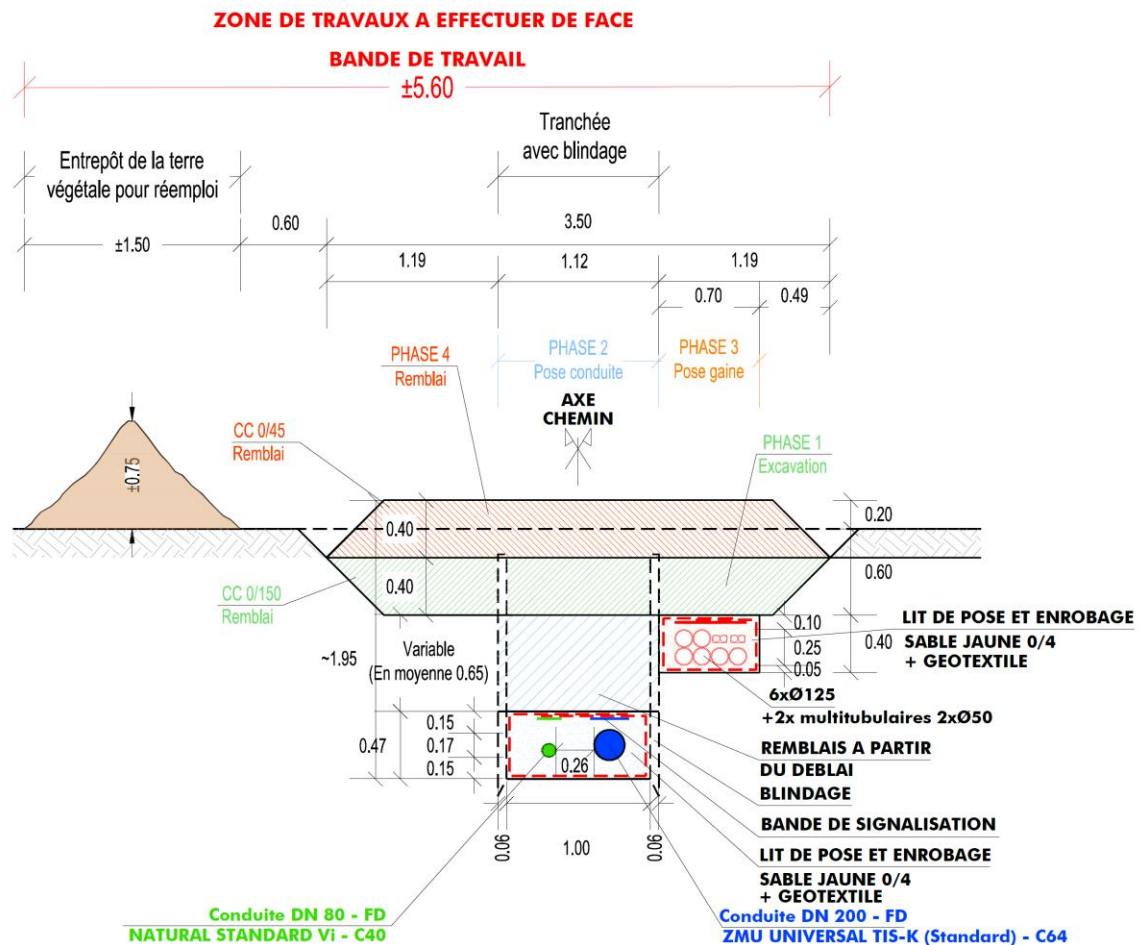 ZONE DE TRAVAUX A EFFECTUER DE FACE
BANDE DE TRAVAIL
±5.60
Tranchée
avec blindage
Entrepôt de la terre
végétale pour réemploi
0.60
3.50
±1.50
1.19
1.12
1.19
0.70
0.49
PHASE 4
Remblai
PHASE 2
Pose conduite
PHASE 3
Pose gaine
AXE
CHEMIN
CC 0/45
Remblai
PHASE 1
Excavation
±0.75
0.40
0.20
0.40
0.60
CC 0/150
Remblai
0.10
0.25
0.05
0.40
LIT DE POSE ET ENROBAGE
SABLE JAUNE 0/4
+ GEOTEXTILE
~1.95
Variable
(En moyenne 0.65)
6xØ125
+2x multitubulaires 2xØ50
0.47
0.15
0.17
0.15
0.26
REMBLAIS A PARTIR
DU DEBLAI
BLINDAGE
BANDE DE SIGNALISATION
LIT DE POSE ET ENROBAGE
SABLE JAUNE 0/4
+ GEOTEXTILE
0.06
1.00
0.06
Conduite DN 80 - FD
NATURAL STANDARD Vi - C40
Conduite DN 200 - FD
ZMU UNIVERSAL TIS-K (Standard) - C64